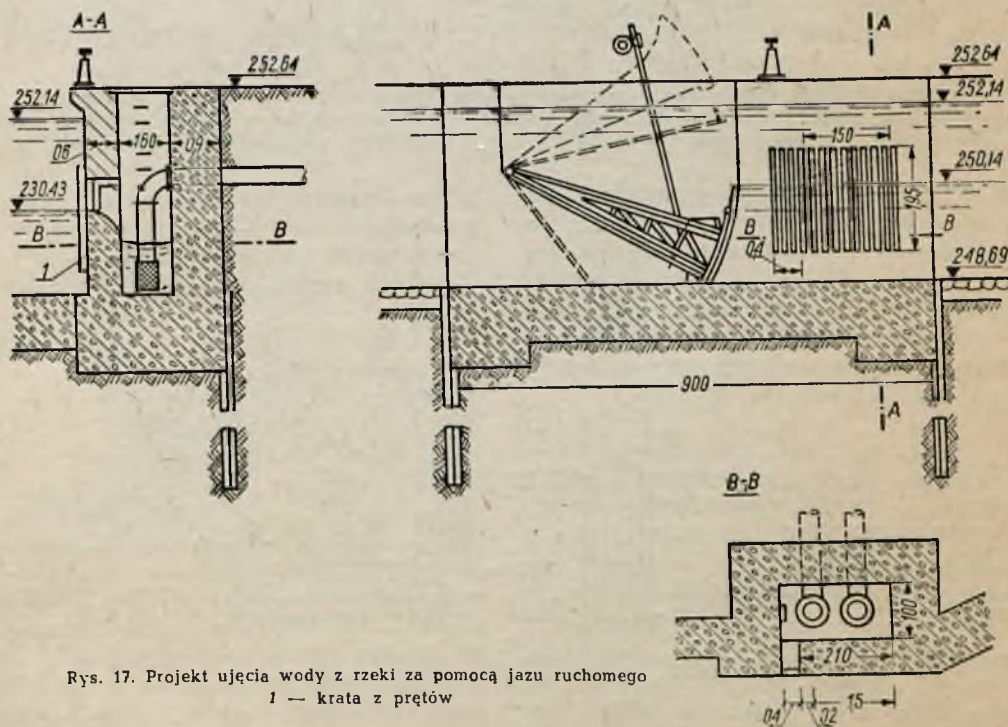 A-A
252.64
252.14
06
160
09
230.43
B
B
1
A
252,64
252,14
150
250,14
195
B
B
04
248,69
900
A
B-B
100
210
04
02
15
Rys. 17. Projekt ujęcia wody z rzeki za pomocą jazu ruchomego
1 — krata z prętów